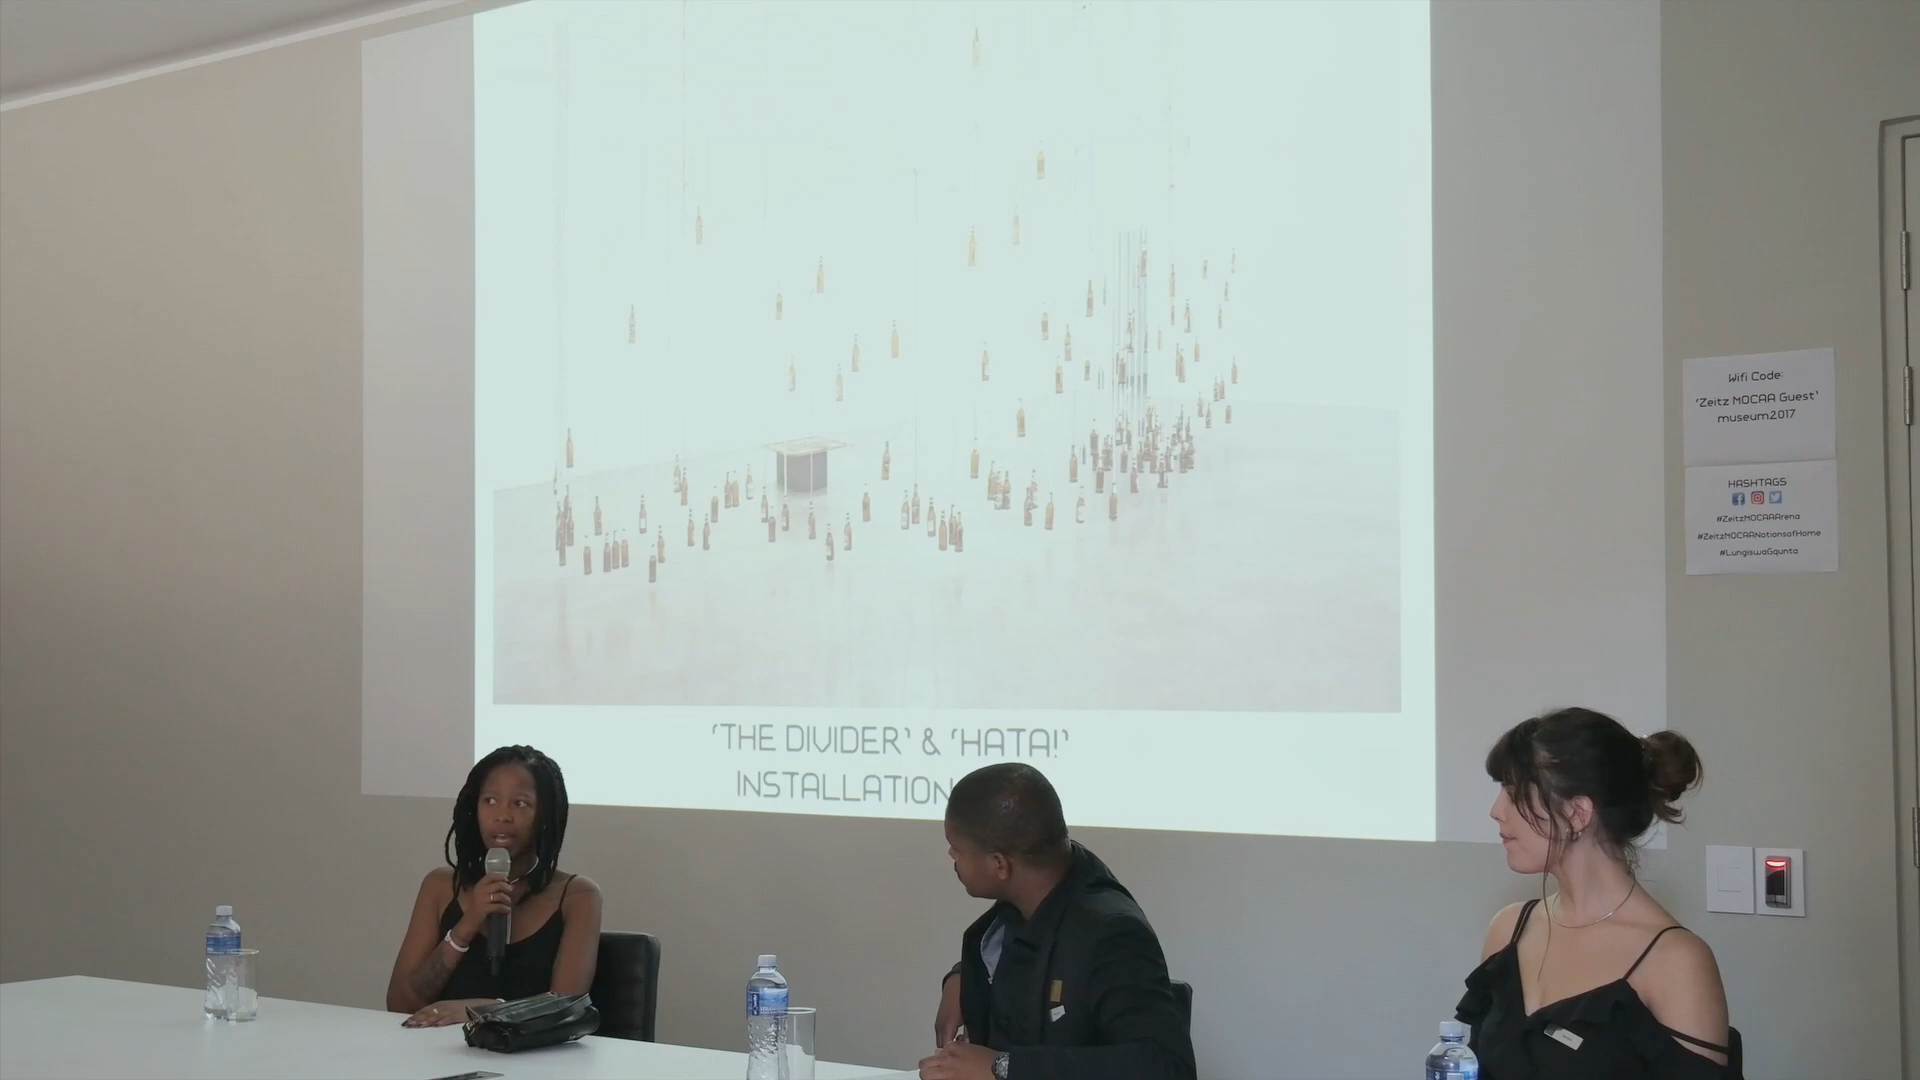 'THE DIVIDER' & 'HATA!'
INSTALLATION
Wifi Code:
'Zeitz MOCAA Guest'
museum2017
HASHTAGS
#ZeitzMOCAAArena
#ZeitzMOCAANotionsofHome
#LungiswaGqunta